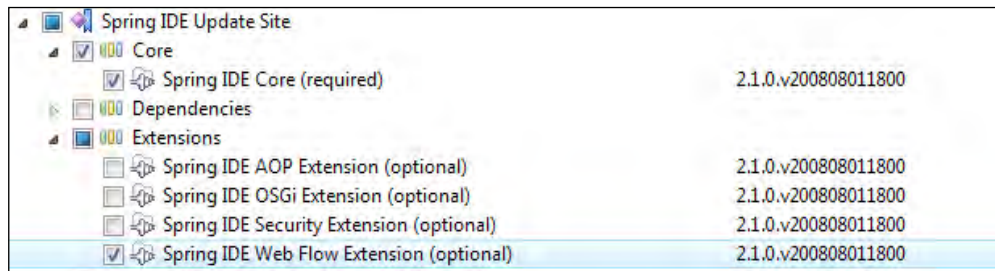 Spring IDE Update Site
Core
Spring IDE Core (required) 2.1.0.v200808011800
Dependencies
Extensions
Spring IDE AOP Extension (optional) 2.1.0.v200808011800
Spring IDE OSGi Extension (optional) 2.1.0.v200808011800
Spring IDE Security Extension (optional) 2.1.0.v200808011800
Spring IDE Web Flow Extension (optional) 2.1.0.v200808011800